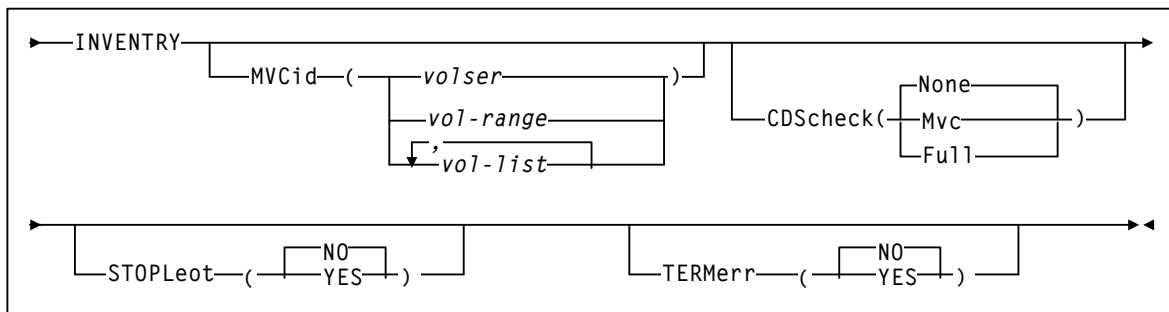 INVENTRY
MVCid ( volser )
vol-range
,
vol-list
None
CDScheck( Mvc )
Full
NO
STOPLeot ( YES )
NO
TERMerr ( YES )